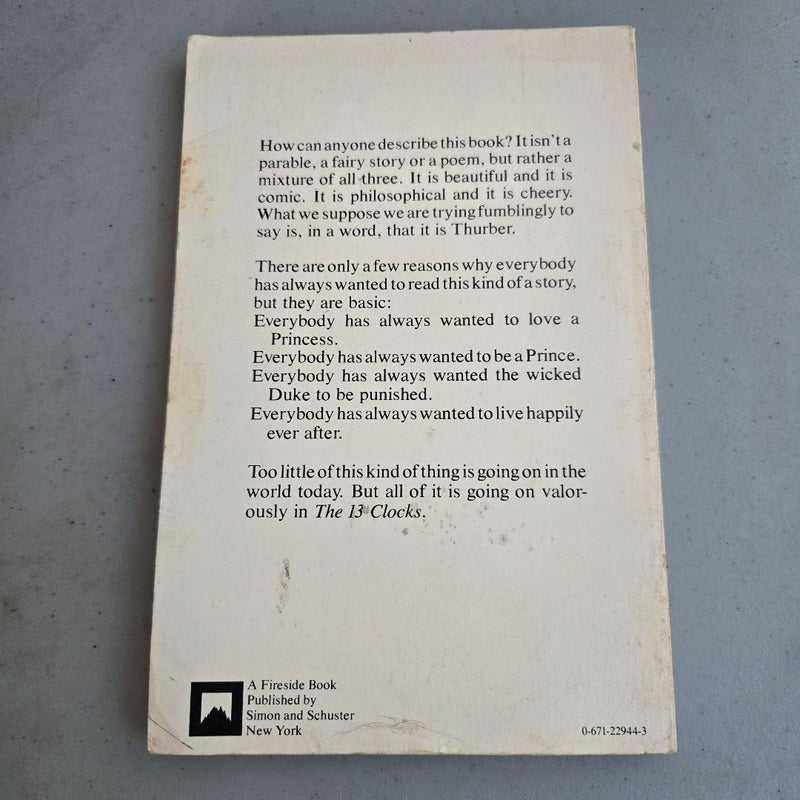 How can anyone describe this book? It isn't a
parable, a fairy story or a poem, but rather a
mixture of all three. It is beautiful and it is
comic. It is philosophical and it is cheery.
What we suppose we are trying fumblingly to
say is, in a word, that it is Thurber.
There are only a few reasons why everybody
has always wanted to read this kind of a story,
but they are basic:
Everybody has always wanted to love a
Princess.
Everybody has always wanted to be a Prince.
Everybody has always wanted the wicked
Duke to be punished.
Everybody has always wanted to live happily
ever after.
Too little of this kind of thing is going on in the
world today. But all of it is going on valor-
ously in The 13 Clocks.
A Fireside Book
Published by
Simon and Schuster
New York
0-671-22944-3